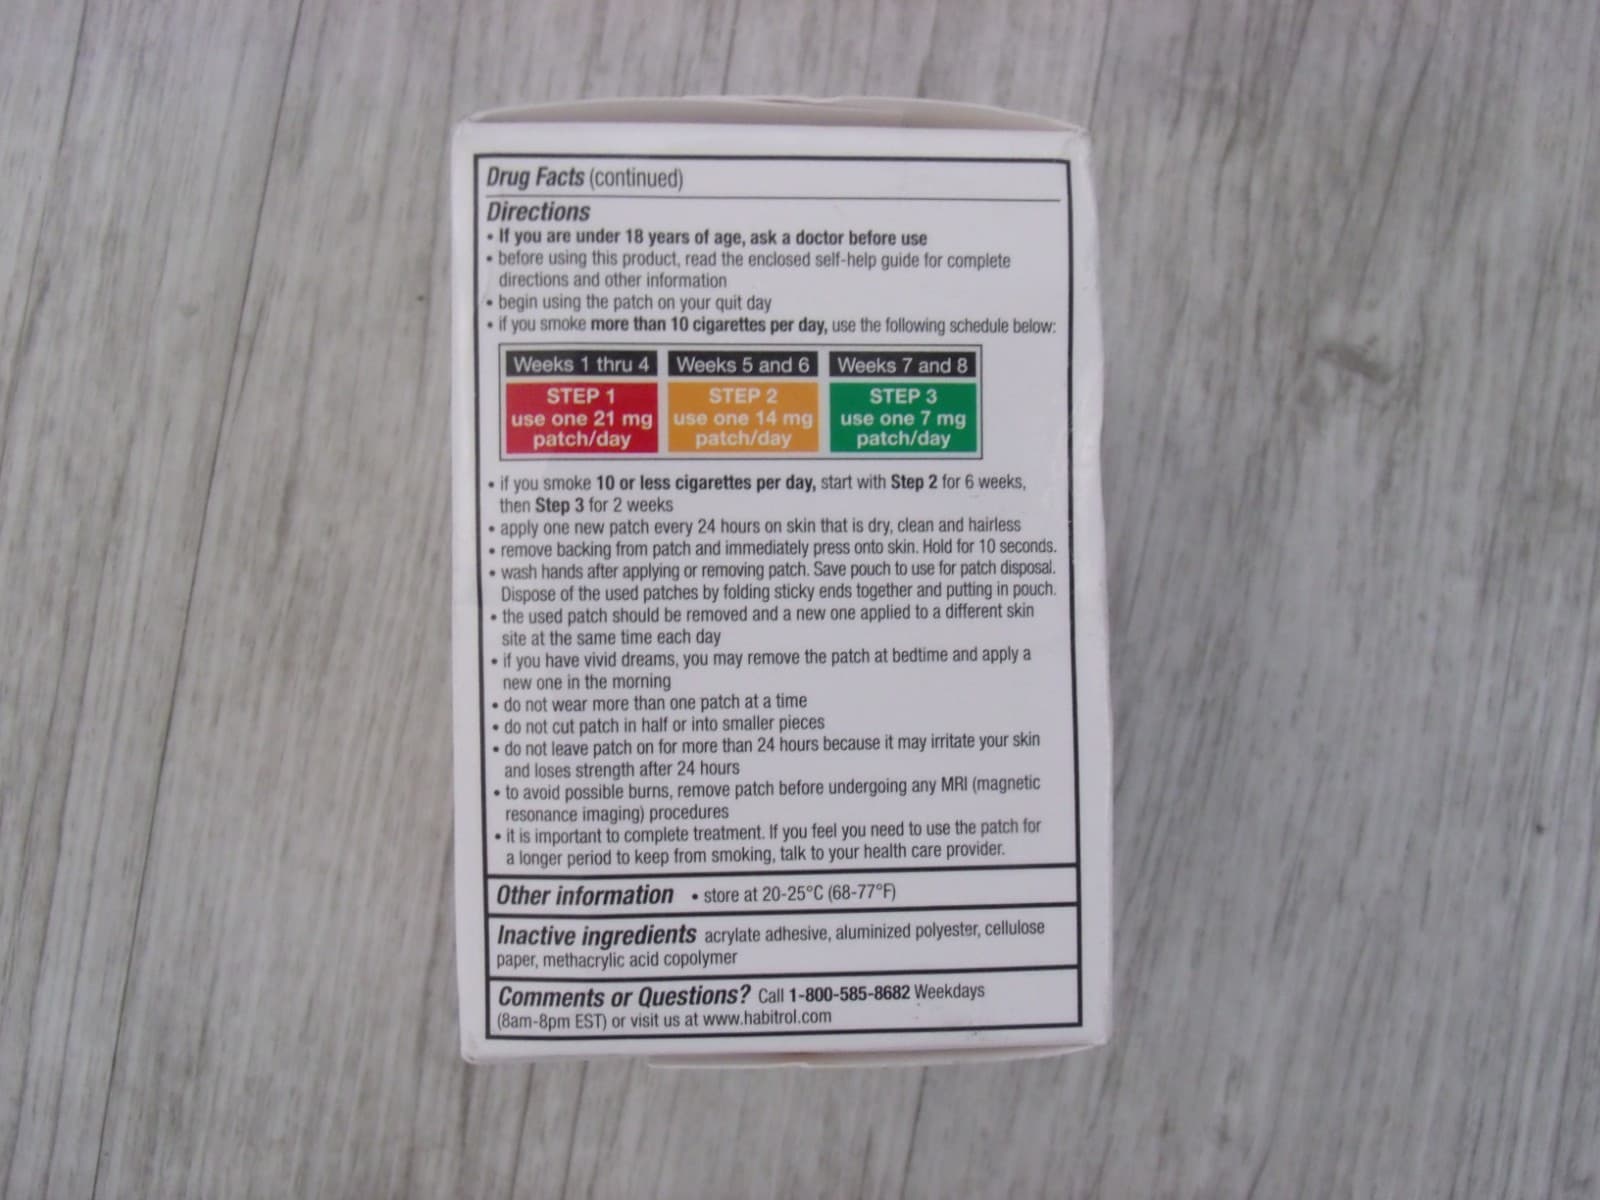 Drug Facts (continued)
Directions
• If you are under 18 years of age, ask a doctor before use
• before using this product, read the enclosed self-help guide for complete
directions and other information
• begin using the patch on your quit day
• if you smoke more than 10 cigarettes per day, use the following schedule below:
Weeks 1 thru 4 Weeks 5 and 6 Weeks 7 and 8
STEP 1 STEP 2 STEP 3
use one 21 mg use one 14 mg use one 7 mg
patch/day patch/day patch/day
• if you smoke 10 or less cigarettes per day, start with Step 2 for 6 weeks,
then Step 3 for 2 weeks
• apply one new patch every 24 hours on skin that is dry, clean and hairless
• remove backing from patch and immediately press onto skin. Hold for 10 seconds.
• wash hands after applying or removing patch. Save pouch to use for patch disposal.
Dispose of the used patches by folding sticky ends together and putting in pouch.
• the used patch should be removed and a new one applied to a different skin
site at the same time each day
• if you have vivid dreams, you may remove the patch at bedtime and apply a
new one in the morning
• do not wear more than one patch at a time
• do not cut patch in half or into smaller pieces
• do not leave patch on for more than 24 hours because it may irritate your skin
and loses strength after 24 hours
• to avoid possible burns, remove patch before undergoing any MRI (magnetic
resonance imaging) procedures
• it is important to complete treatment. If you feel you need to use the patch for
a longer period to keep from smoking, talk to your health care provider.
Other information • store at 20-25°C (68-77°F)
Inactive ingredients acrylate adhesive, aluminized polyester, cellulose
paper, methacrylic acid copolymer
Comments or Questions? Call 1-800-585-8682 Weekdays
(8am-8pm EST) or visit us at www.habitrol.com